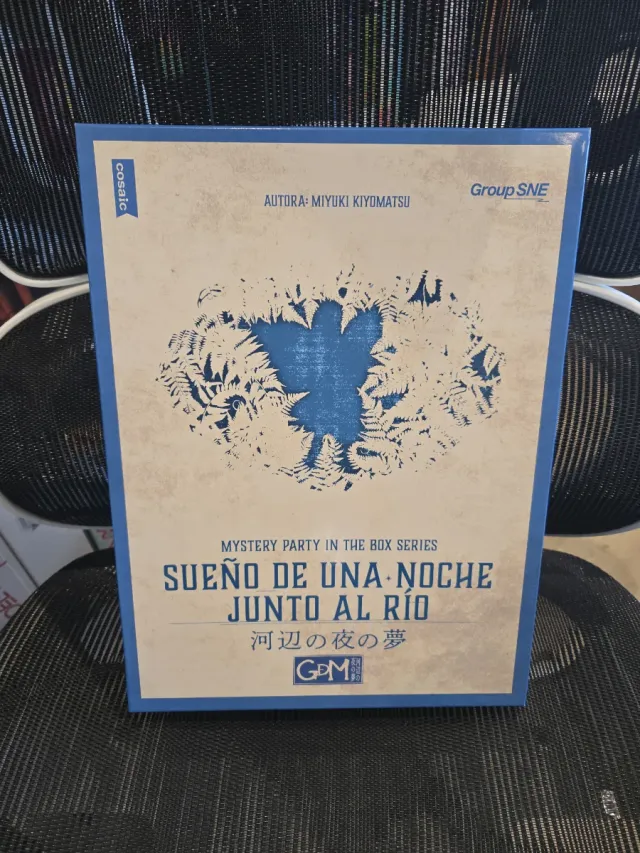 cosaic
Group SNE
AUTORA: MIYUKI KIYOMATSU
MYSTERY PARTY IN THE BOX SERIES
SUEÑO DE UNA NOCHE
JUNTO AL RÍO
河辺の夜の夢
GDM